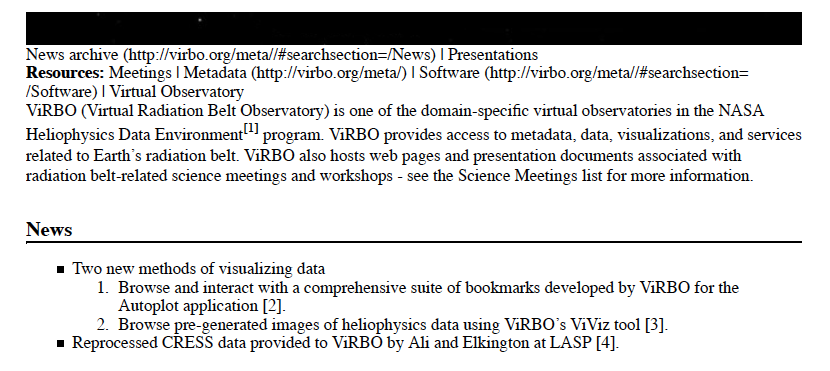 News archive (http://virbo.org/meta//#searchsection=/News) | Presentations
Resources: Meetings | Metadata (http://virbo.org/meta/) | Software (http://virbo.org/meta//#searchsection=
/Software) | Virtual Observatory
ViRBO (Virtual Radiation Belt Observatory) is one of the domain-specific virtual observatories in the NASA
Heliophysics Data Environment[1] program. ViRBO provides access to metadata, data, visualizations, and services
related to Earth's radiation belt. ViRBO also hosts web pages and presentation documents associated with
radiation belt-related science meetings and workshops - see the Science Meetings list for more information.
News
▪ Two new methods of visualizing data
1. Browse and interact with a comprehensive suite of bookmarks developed by ViRBO for the
Autoplot application [2].
2. Browse pre-generated images of heliophysics data using ViRBO's ViViz tool [3].
▪ Reprocessed CRESS data provided to ViRBO by Ali and Elkington at LASP [4].